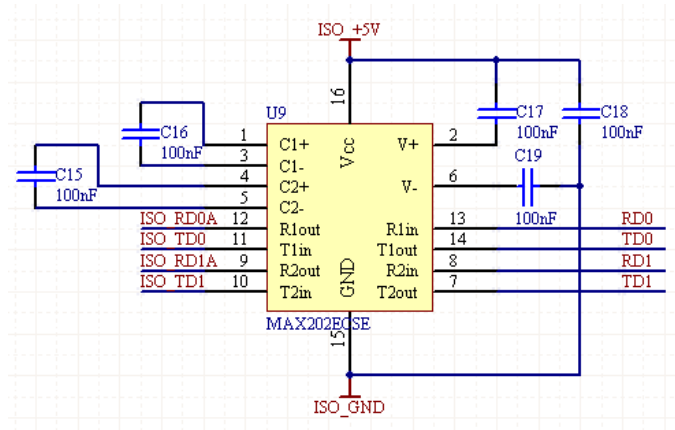 ISO_+5V
16
U9
C17
100nF
C18
100nF
C16
100nF
1
C1+
Vcc
V+
2
3
C1-
C19
100nF
C15
100nF
4
C2+
V-
6
5
C2-
ISO_RD0A
12
R1out
R1in
13
RD0
ISO_TD0
11
T1in
T1out
14
TD0
ISO_RD1A
9
R2out
R2in
8
RD1
ISO_TD1
10
T2in
GND
T2out
7
TD1
MAX202ECSE
15
ISO_GND